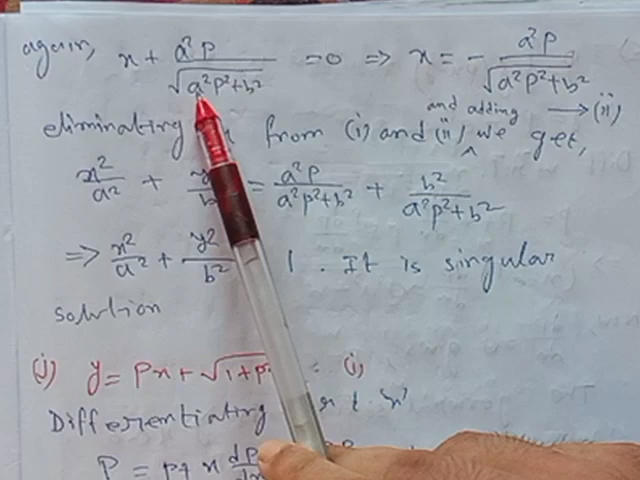 again, x + a²p / √a²p²+b² = 0 ⇒ x = - a²p / √a²p²+b² → (ii)
eliminating from (i) and (ii) and adding we get,
x²/a² + y/b = a²p / a²p²+b² + b² / a²p²+b²
⇒ x²/a² + y2/b² 1 . It is singular
solution
(j) y = Px + √1+p (i)
Differentiating
P =